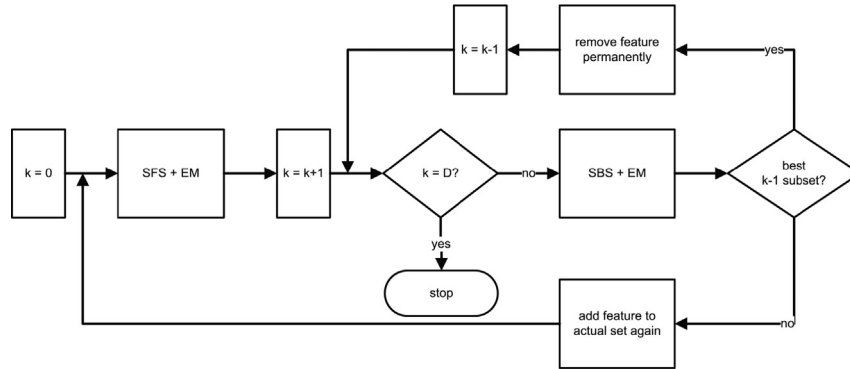 k = k-1
remove feature
permanently
yes
k = 0
SFS + EM
k = k+1
k = D?
no
SBS + EM
best
k-1 subset?
yes
stop
add feature to
actual set again
no